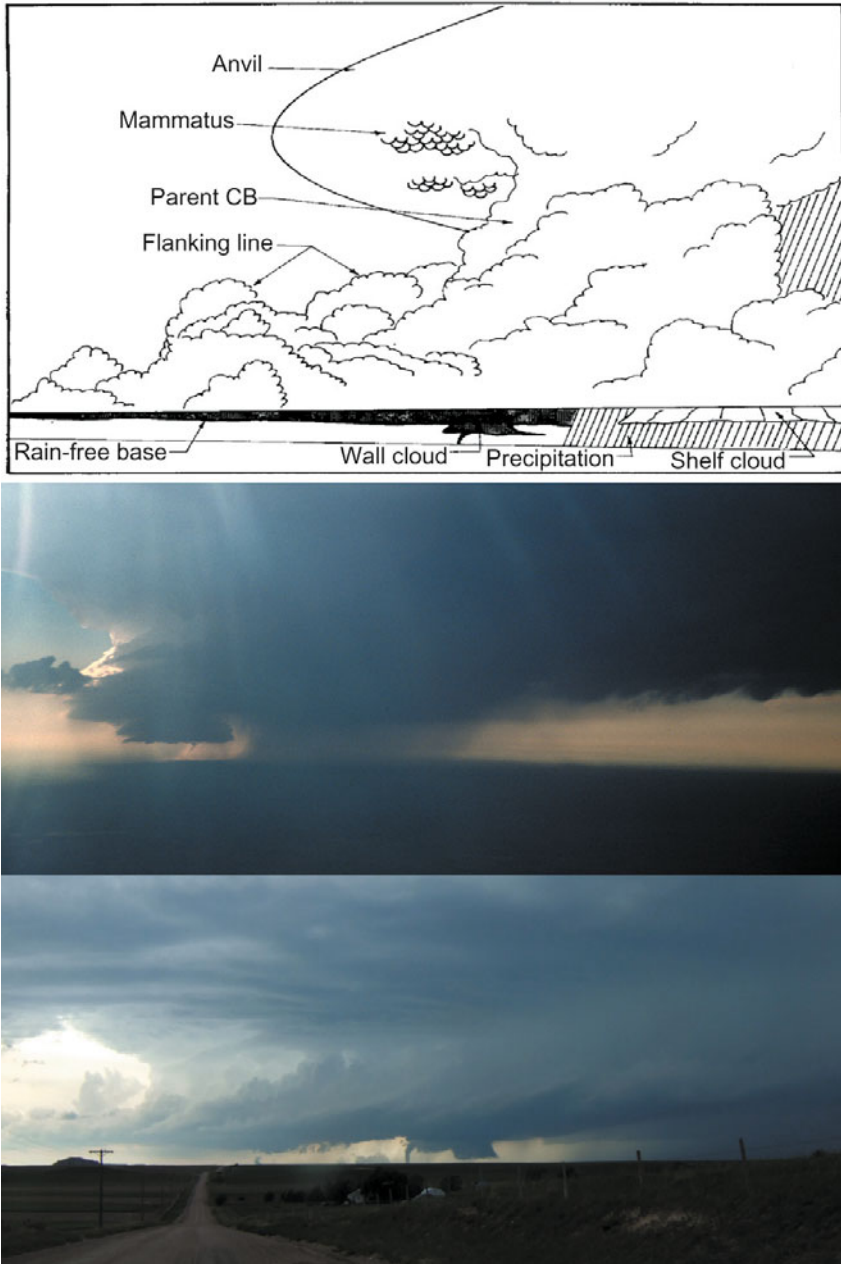 Anvil
Mammatus
Parent CB
Flanking line
Rain-free base
Wall cloud
Precipitation
Shelf cloud